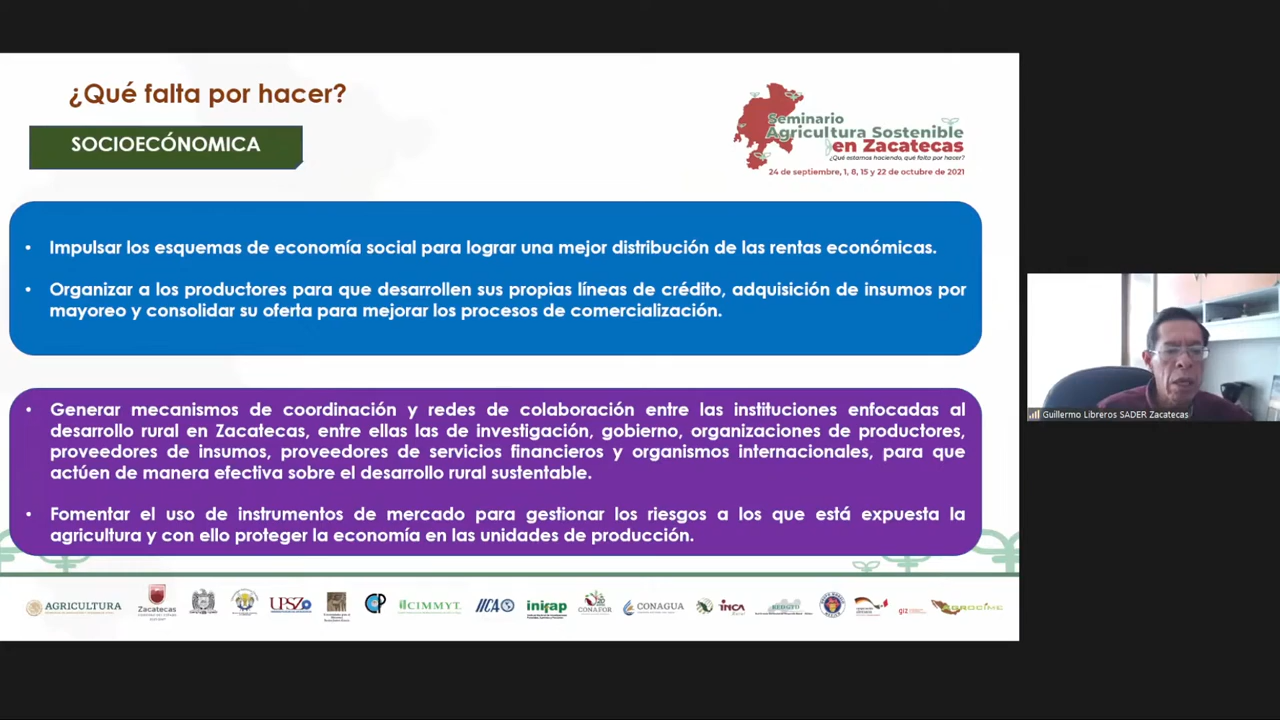 ¿Qué falta por hacer?
SOCIOECÓNOMICA
Seminario
Agricultura Sostenible
en Zacatecas
¿Qué estamos haciendo, qué falta por hacer?
24 de septiembre, 1, 8, 15 y 22 de octubre de 2021
• Impulsar los esquemas de economía social para lograr una mejor distribución de las rentas económicas.
• Organizar a los productores para que desarrollen sus propias líneas de crédito, adquisición de insumos por
mayoreo y consolidar su oferta para mejorar los procesos de comercialización.
• Generar mecanismos de coordinación y redes de colaboración entre las instituciones enfocadas al
desarrollo rural en Zacatecas, entre ellas las de investigación, gobierno, organizaciones de productores,
proveedores de insumos, proveedores de servicios financieros y organismos internacionales, para que
actúen de manera efectiva sobre el desarrollo rural sustentable.
• Fomentar el uso de instrumentos de mercado para gestionar los riesgos a los que está expuesta la
agricultura y con ello proteger la economía en las unidades de producción.
Guillermo Libreros SADER Zacatecas
AGRICULTURA
Zacatecas
UPSZ
CP
CIMMYT
IICA
inifap
CONAFOR
CONAGUA
INCA
giz
AGROCIME